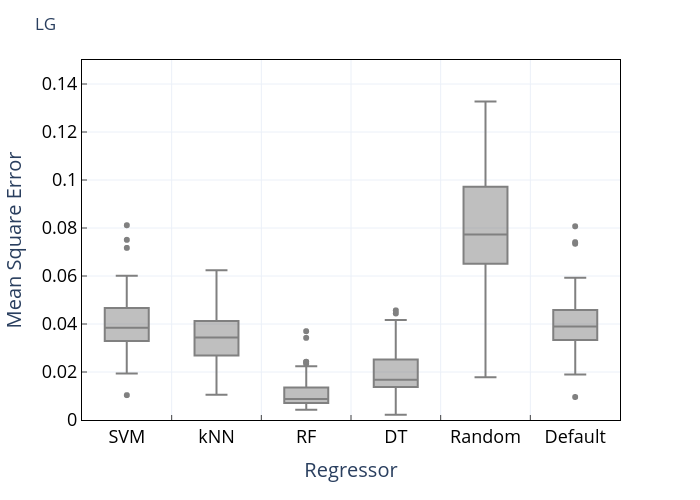 LG
0.14
0.12
0.1
0.08
0.06
0.04
0.02
0
Mean Square Error
SVM kNN RF DT Random Default
Regressor